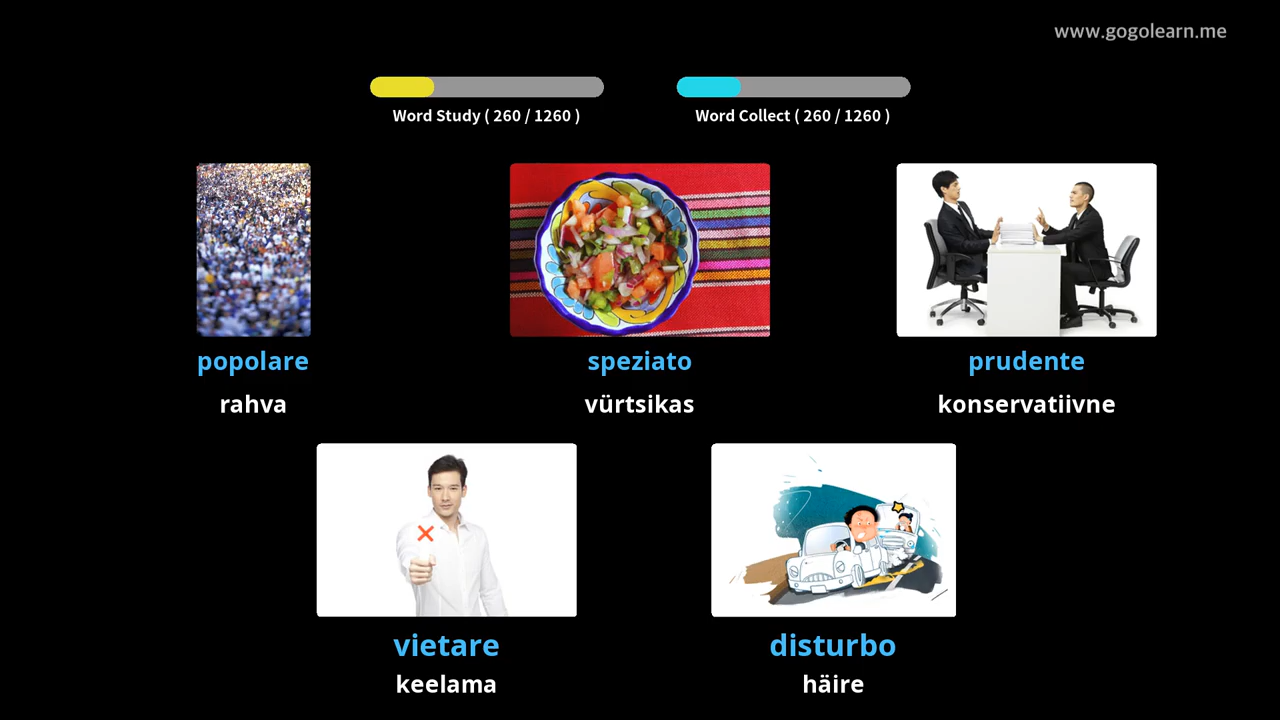 www.gogolearn.me
Word Study ( 260 / 1260 )
Word Collect ( 260 / 1260 )
popolare
speziato
prudente
rahva
vürtsikas
konservatiivne
vietare
disturbo
keelama
häire